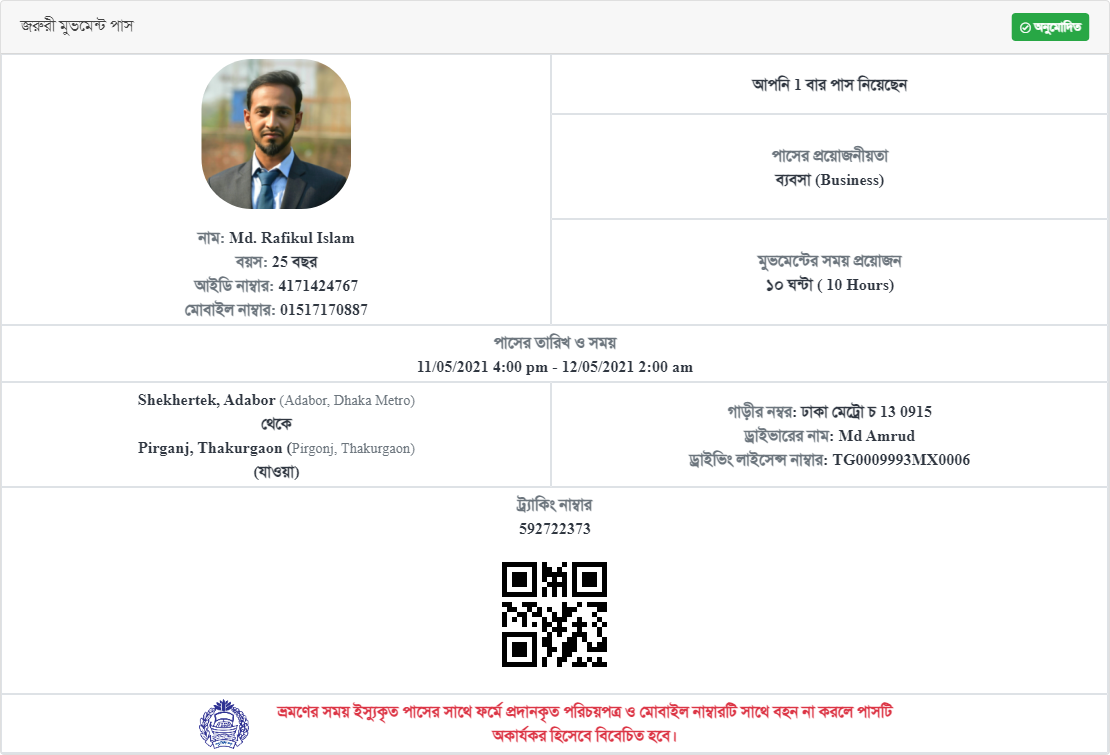 জরুরী মুভমেন্ট পাস
অনুমোদিত
আপনি 1 বার পাস নিয়েছেন
পাসের প্রয়োজনীয়তা
ব্যবসা (Business)
নাম: Md. Rafikul Islam
বয়স: 25 বছর
আইডি নাম্বার: 4171424767
মোবাইল নাম্বার: 01517170887
মুভমেন্টের সময় প্রয়োজন
১০ ঘন্টা ( 10 Hours)
পাসের তারিখ ও সময়
11/05/2021 4:00 pm - 12/05/2021 2:00 am
Shekhertek, Adabor (Adabor, Dhaka Metro)
থেকে
Pirganj, Thakurgaon (Pirgonj, Thakurgaon)
(যাওয়া)
গাড়ীর নম্বর: ঢাকা মেট্রো চ 13 0915
ড্রাইভারের নাম: Md Amrud
ড্রাইভিং লাইসেন্স নাম্বার: TG0009993MX0006
ট্র্যাকিং নাম্বার
592722373
ভ্রমণের সময় ইস্যুকৃত পাসের সাথে ফর্মে প্রদানকৃত পরিচয়পত্র ও মোবাইল নাম্বারটি সাথে বহন না করলে পাসটি
অকার্যকর হিসেবে বিবেচিত হবে।